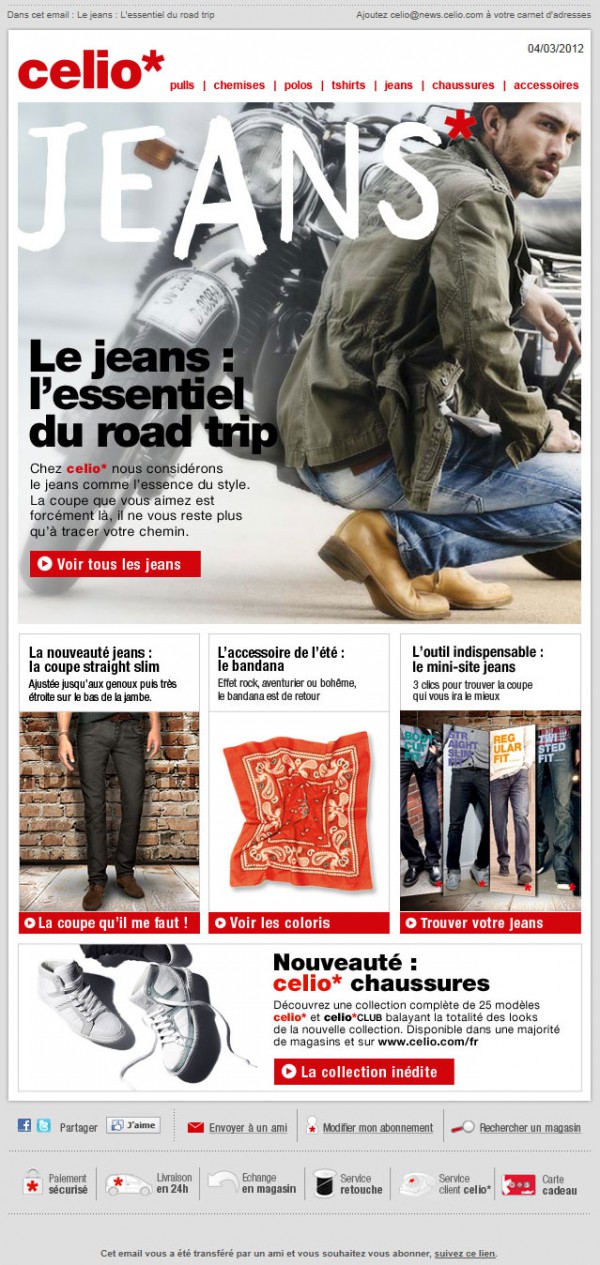 Dans cet email : Le jeans : L'essentiel du road trip
Ajoutez celio@news.celio.com à votre carnet d'adresses
04/03/2012
celio*
pulls | chemises | polos | tshirts | jeans | chaussures | accessoires
JEANS*
Le jeans :
l'essentiel
du road trip
Chez celio* nous considérons
le jeans comme l'essence du style.
La coupe que vous aimez est
forcément là, il ne vous reste plus
qu'à tracer votre chemin.
Voir tous les jeans
La nouveauté jeans :
la coupe straight slim
Ajustée jusqu'aux genoux puis très
étroite sur le bas de la jambe.
La coupe qu'il me faut !
L'accessoire de l'été :
le bandana
Effet rock, aventurier ou bohême,
le bandana est de retour
Voir les coloris
L'outil indispensable :
le mini-site jeans
3 clics pour trouver la coupe
qui vous ira le mieux
BODY
CUT
FIT
STR
AIGHT
SLIM
FIT
REG
ULAR
FIT
TWI
STED
FIT
Trouver votre jeans
Nouveauté :
celio* chaussures
Découvrez une collection complète de 25 modèles
celio* et celio*CLUB balayant la totalité des looks
de la nouvelle collection. Disponible dans une majorité
de magasins et sur www.celio.com/fr
La collection inédite
Partager
J'aime
Envoyer à un ami
Modifier mon abonnement
Rechercher un magasin
Paiement
sécurisé
Livraison
en 24h
Echange
en magasin
Service
retouche
Service
client celio*
Carte
cadeau
Cet email vous a été transféré par un ami et vous souhaitez vous abonner, suivez ce lien.